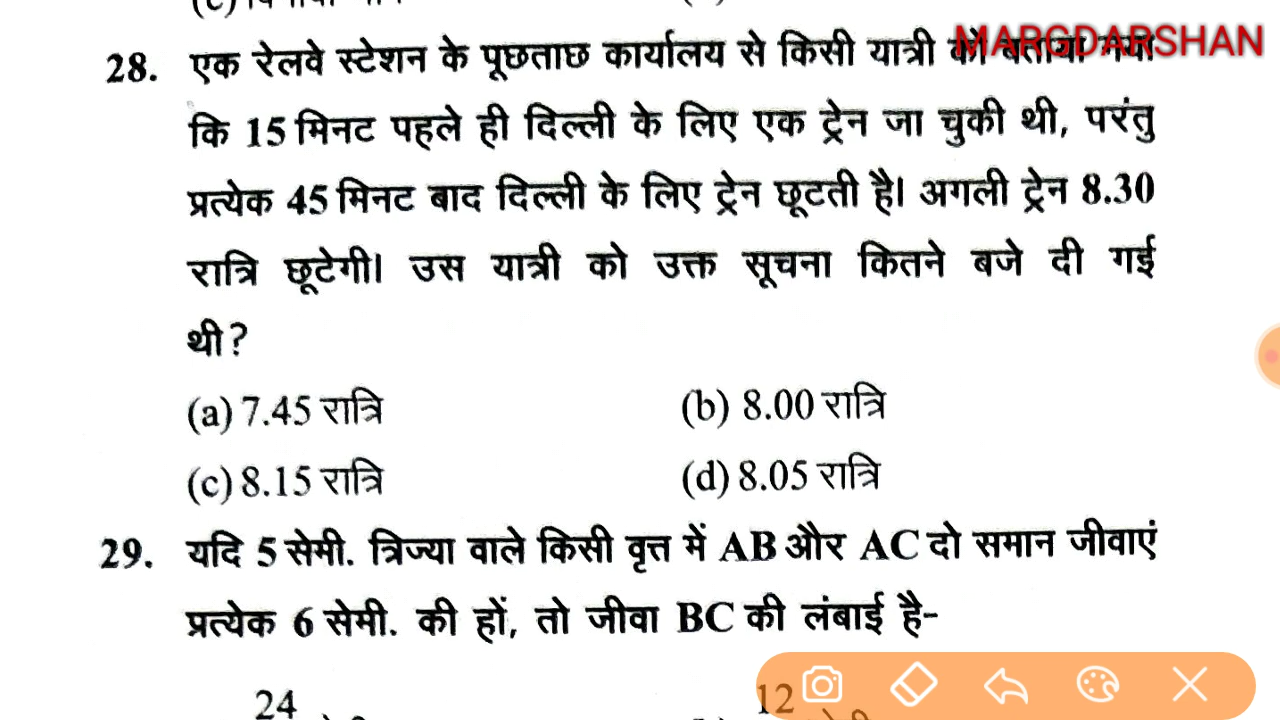 MARGDARSHAN
28. एक रेलवे स्टेशन के पूछताछ कार्यालय से किसी यात्री को बताया गया
कि 15 मिनट पहले ही दिल्ली के लिए एक ट्रेन जा चुकी थी, परंतु
प्रत्येक 45 मिनट बाद दिल्ली के लिए ट्रेन छूटती है। अगली ट्रेन 8.30
रात्रि छूटेगी। उस यात्री को उक्त सूचना कितने बजे दी गई
थी?
(a) 7.45 रात्रि (b) 8.00 रात्रि
(c) 8.15 रात्रि (d) 8.05 रात्रि
29. यदि 5 सेमी. त्रिज्या वाले किसी वृत्त में AB और AC दो समान जीवाएं
प्रत्येक 6 सेमी. की हों, तो जीवा BC की लंबाई है-
24 12